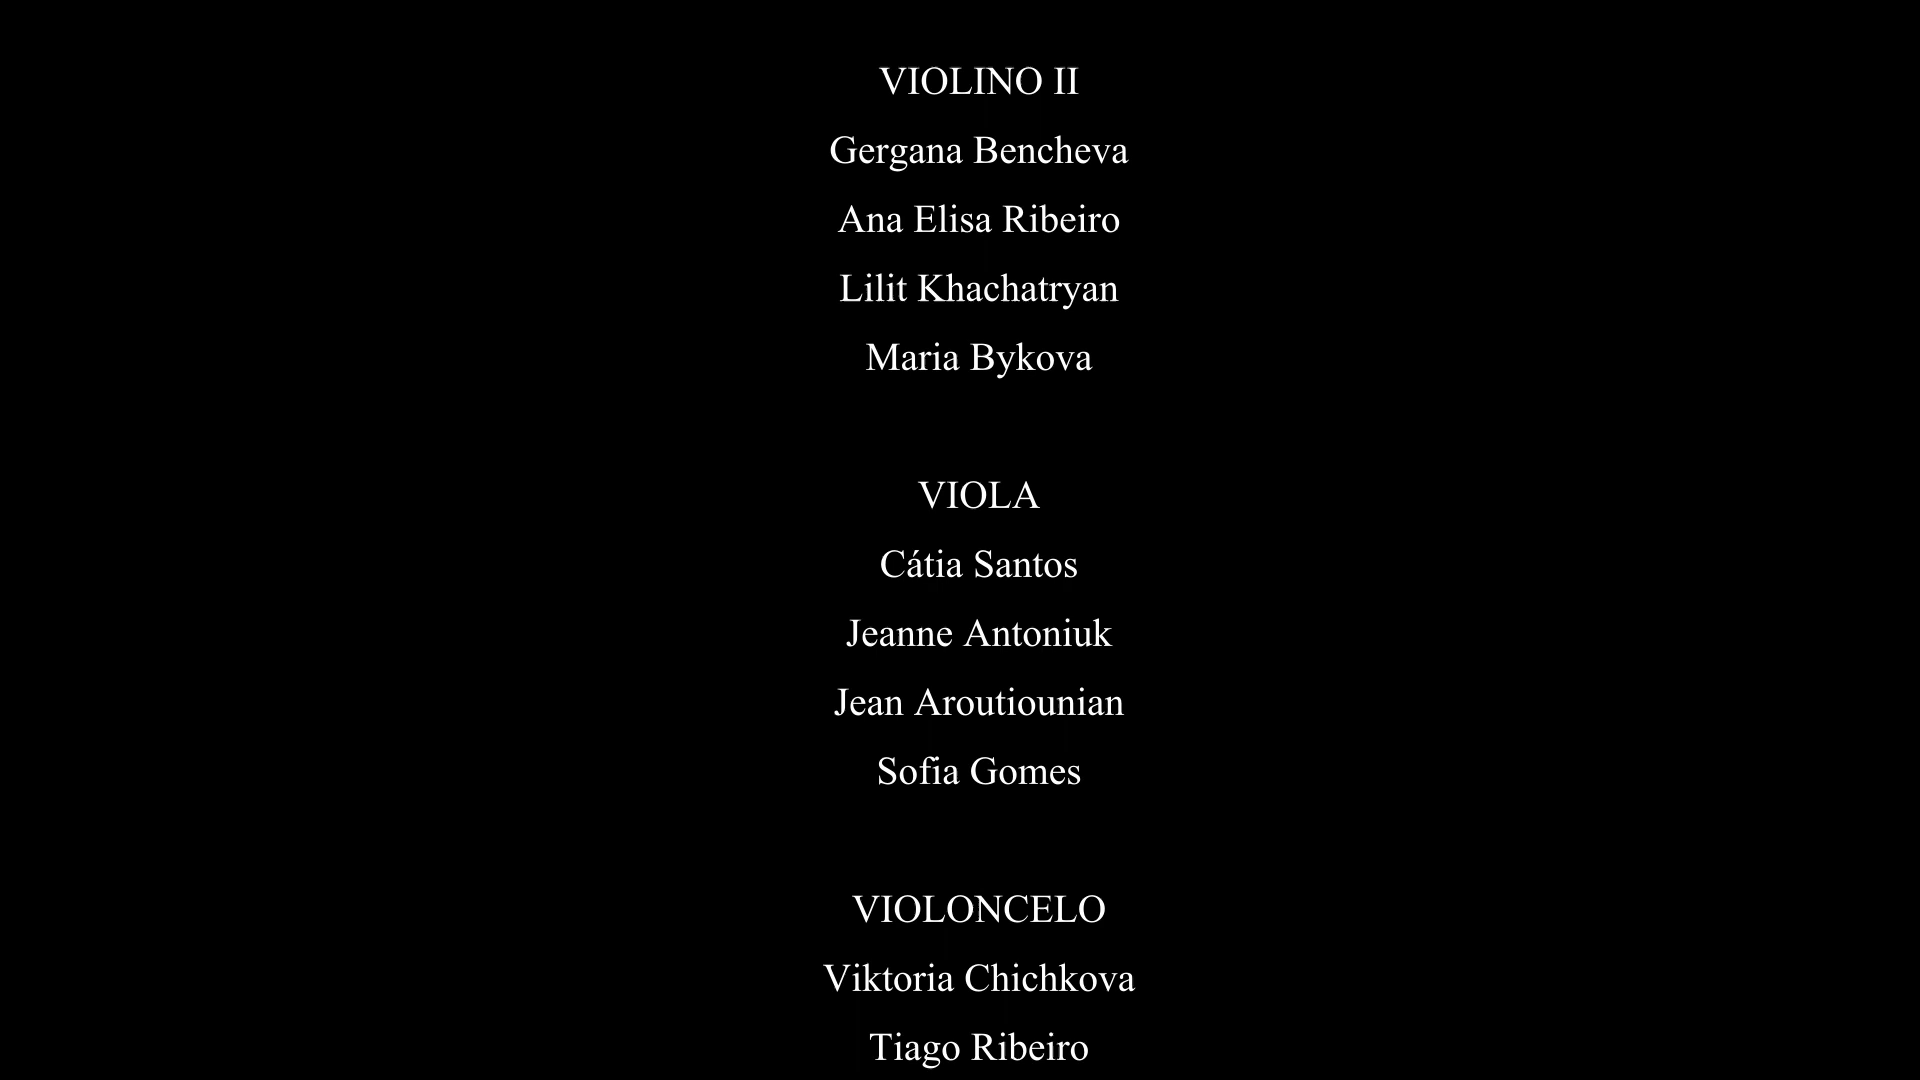 VIOLINO II
Gergana Bencheva
Ana Elisa Ribeiro
Lilit Khachatryan
Maria Bykova
VIOLA
Cátia Santos
Jeanne Antoniuk
Jean Aroutiounian
Sofia Gomes
VIOLONCELO
Viktoria Chichkova
Tiago Ribeiro